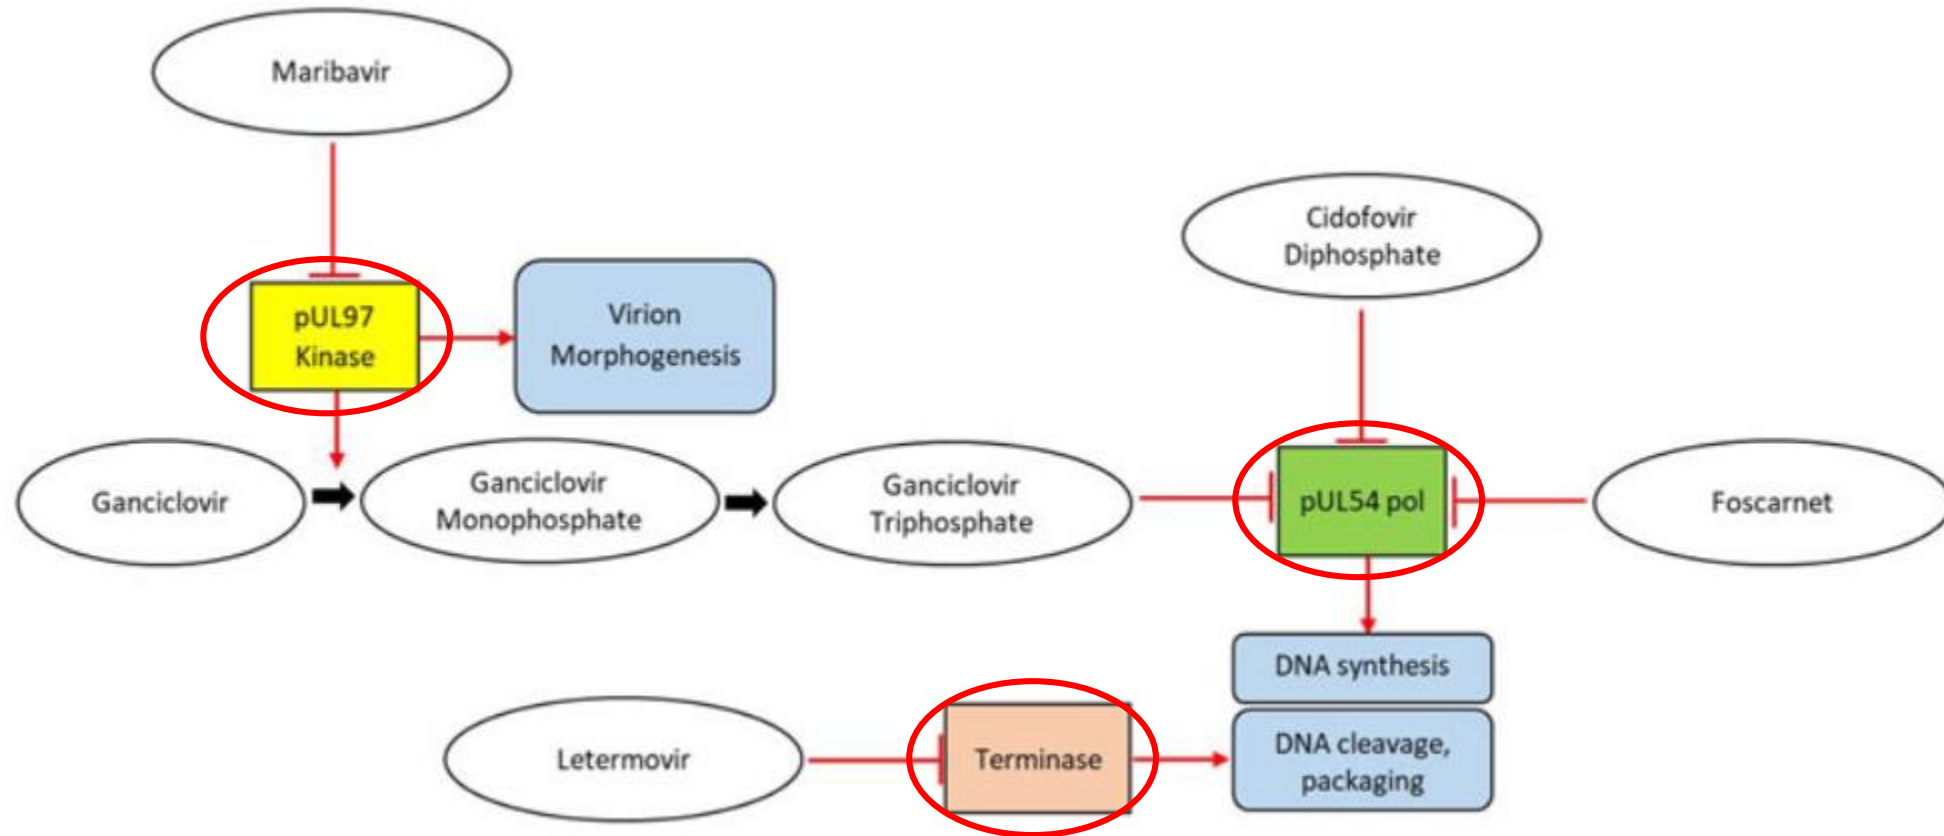 Maribavir
Cidofovir
Diphosphate
pUL97
Kinase
Virion
Morphogenesis
Ganciclovir
Ganciclovir
Monophosphate
Ganciclovir
Triphosphate
pUL54 pol
Foscarnet
DNA synthesis
Letermovir
Terminase
DNA cleavage,
packaging